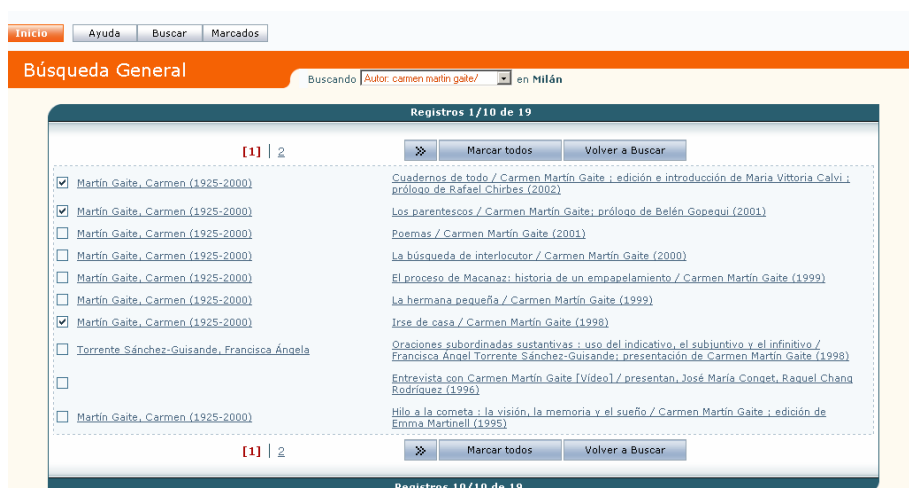 Inicio Ayuda Buscar Marcados
Búsqueda General
Buscando Autor: carmen martin gaite/ en Milán
Registros 1/10 de 19
[1] | 2 Marcar todos Volver a Buscar
Martín Gaite, Carmen (1925-2000) Cuadernos de todo / Carmen Martín Gaite ; edición e introducción de Maria Vittoria Calvi ;
prólogo de Rafael Chirbes (2002)
Martín Gaite, Carmen (1925-2000) Los parentescos / Carmen Martín Gaite; prólogo de Belén Gopequi (2001)
Martín Gaite, Carmen (1925-2000) Poemas / Carmen Martín Gaite (2001)
Martín Gaite, Carmen (1925-2000) La búsqueda de interlocutor / Carmen Martín Gaite (2000)
Martín Gaite, Carmen (1925-2000) El proceso de Macanaz: historia de un empapelamiento / Carmen Martín Gaite (1999)
Martín Gaite, Carmen (1925-2000) La hermana pequeña / Carmen Martín Gaite (1999)
Martín Gaite, Carmen (1925-2000) Irse de casa / Carmen Martín Gaite (1998)
Torrente Sánchez-Guisande, Francisca Ángela Oraciones subordinadas sustantivas : uso del indicativo, el subjuntivo y el infinitivo /
Francisca Ángel Torrente Sánchez-Guisande; presentación de Carmen Martín Gaite (1998)
Entrevista con Carmen Martín Gaite [Vídeo] / presentan, José María Conget, Raquel Chang
Rodríguez (1996)
Martín Gaite, Carmen (1925-2000) Hilo a la cometa : la visión, la memoria y el sueño / Carmen Martín Gaite ; edición de
Emma Martinell (1995)
[1] | 2 Marcar todos Volver a Buscar
Registros 10/10 de 19